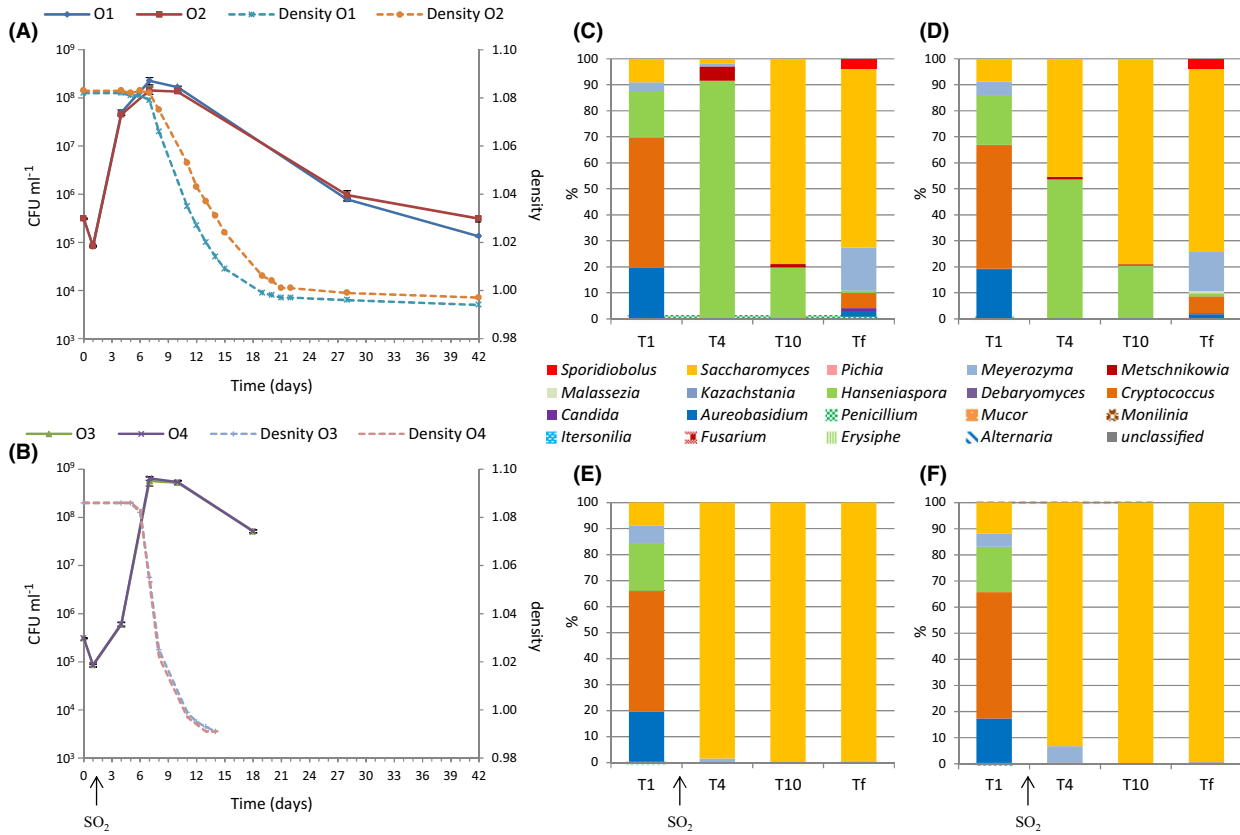 O1 O2 Density O1 Density O2
(A)
10⁹ 1.10
10⁸ 1.08
10⁷ 1.06
10⁶ 1.04
10⁵ 1.02
10⁴ 1.00
10³ 0.98
CFU ml⁻¹
density
0 3 6 9 12 15 18 21 24 27 30 33 36 39 42
Time (days)
(C)
100
90
80
70
60
50
40
30
20
10
0
%
T1 T4 T10 Tf
(D)
100
90
80
70
60
50
40
30
20
10
0
%
T1 T4 T10 Tf
Sporidiobolus Saccharomyces Pichia Meyerozyma Metschnikowia
Malassezia Kazachstania Hanseniaspora Debaryomyces Cryptococcus
Candida Aureobasidium Penicillium Mucor Monilinia
Itersonilia Fusarium Erysiphe Alternaria unclassified
O3 O4 Desnity O3 Density O4
(B)
10⁹ 1.10
10⁸ 1.08
10⁷ 1.06
10⁶ 1.04
10⁵ 1.02
10⁴ 1.00
10³ 0.98
CFU ml⁻¹
density
0 3 6 9 12 15 18 21 24 27 30 33 36 39 42
Time (days)
SO₂
(E)
100
90
80
70
60
50
40
30
20
10
0
%
T1 T4 T10 Tf
SO₂
(F)
100
90
80
70
60
50
40
30
20
10
0
%
T1 T4 T10 Tf
SO₂